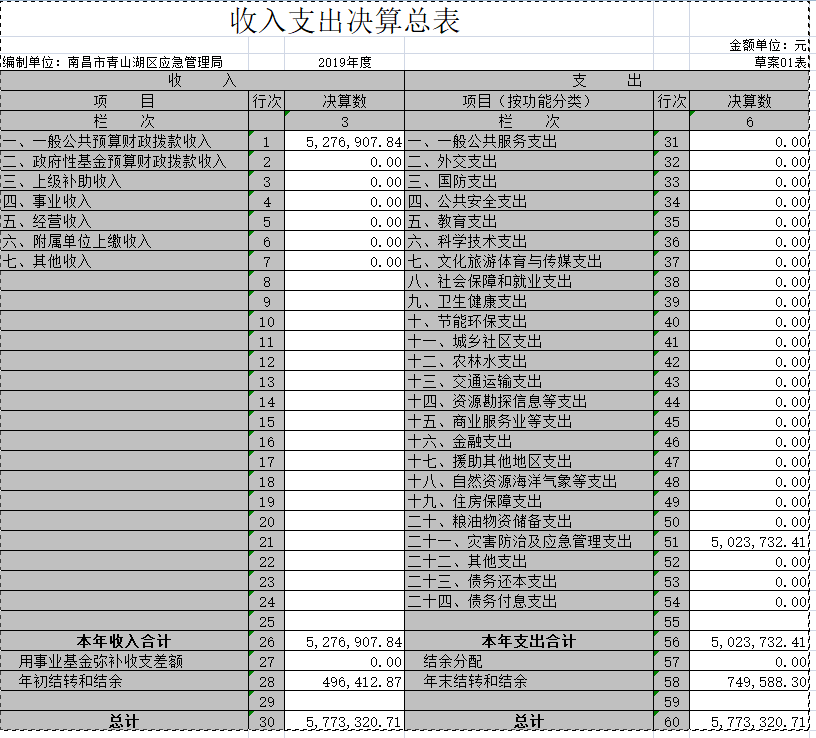 收入支出决算总表
金额单位：元
编制单位：南昌市青山湖区应急管理局 2019年度 草案01表
收 入 支 出
项 目 行次 决算数 项目（按功能分类） 行次 决算数
栏 次 3 栏 次 6
一、一般公共预算财政拨款收入 1 5,276,907.84 一、一般公共服务支出 31 0.00
二、政府性基金预算财政拨款收入 2 0.00 二、外交支出 32 0.00
三、上级补助收入 3 0.00 三、国防支出 33 0.00
四、事业收入 4 0.00 四、公共安全支出 34 0.00
五、经营收入 5 0.00 五、教育支出 35 0.00
六、附属单位上缴收入 6 0.00 六、科学技术支出 36 0.00
七、其他收入 7 0.00 七、文化旅游体育与传媒支出 37 0.00
8 八、社会保障和就业支出 38 0.00
9 九、卫生健康支出 39 0.00
10 十、节能环保支出 40 0.00
11 十一、城乡社区支出 41 0.00
12 十二、农林水支出 42 0.00
13 十三、交通运输支出 43 0.00
14 十四、资源勘探信息等支出 44 0.00
15 十五、商业服务业等支出 45 0.00
16 十六、金融支出 46 0.00
17 十七、援助其他地区支出 47 0.00
18 十八、自然资源海洋气象等支出 48 0.00
19 十九、住房保障支出 49 0.00
20 二十、粮油物资储备支出 50 0.00
21 二十一、灾害防治及应急管理支出 51 5,023,732.41
22 二十二、其他支出 52 0.00
23 二十三、债务还本支出 53 0.00
24 二十四、债务付息支出 54 0.00
25 55
本年收入合计 26 5,276,907.84 本年支出合计 56 5,023,732.41
用事业基金弥补收支差额 27 0.00 结余分配 57 0.00
年初结转和结余 28 496,412.87 年末结转和结余 58 749,588.30
29 59
总计 30 5,773,320.71 总计 60 5,773,320.71